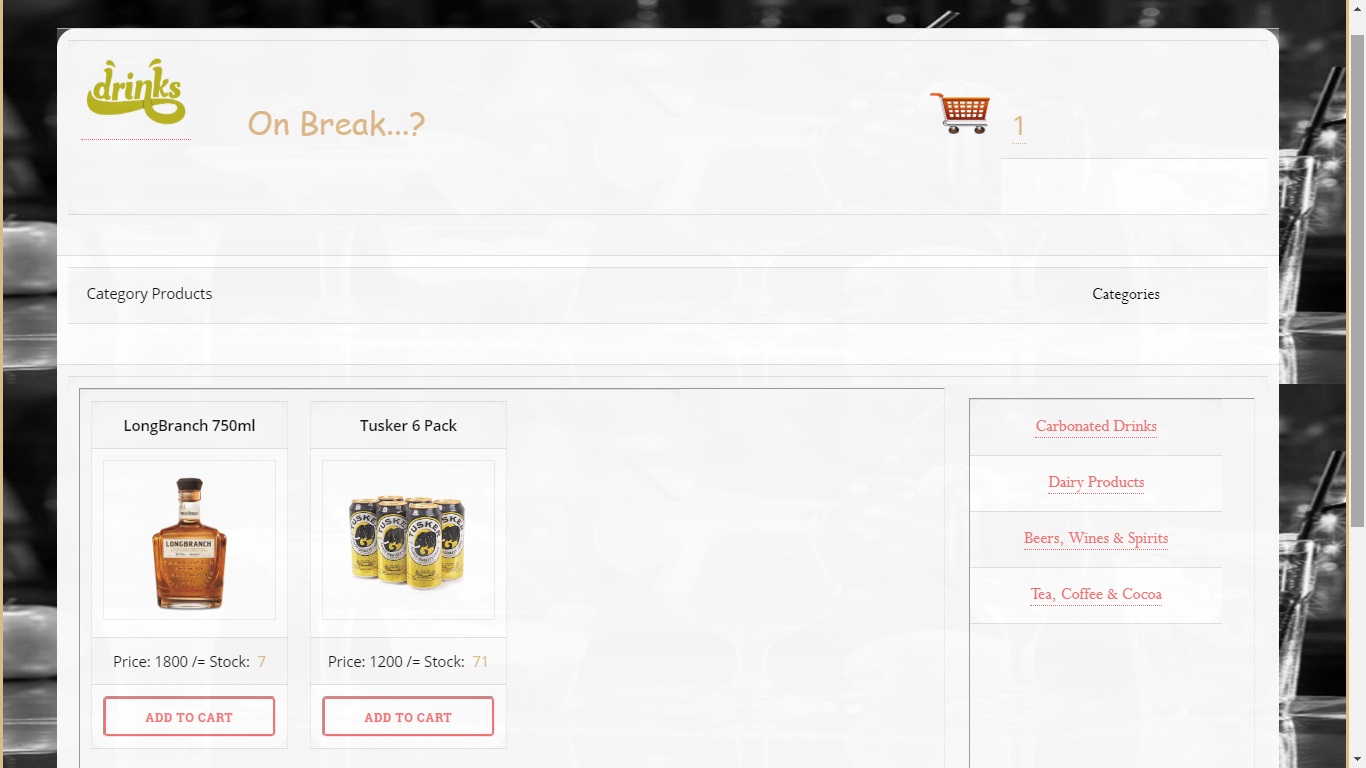 drinks
On Break...?
1
Category Products
Categories
LongBranch 750ml
Tusker 6 Pack
LONGBRANCH
TUSKER
Price: 1800 /= Stock: 7
Price: 1200 /= Stock: 71
ADD TO CART
ADD TO CART
Carbonated Drinks
Dairy Products
Beers, Wines & Spirits
Tea, Coffee & Cocoa